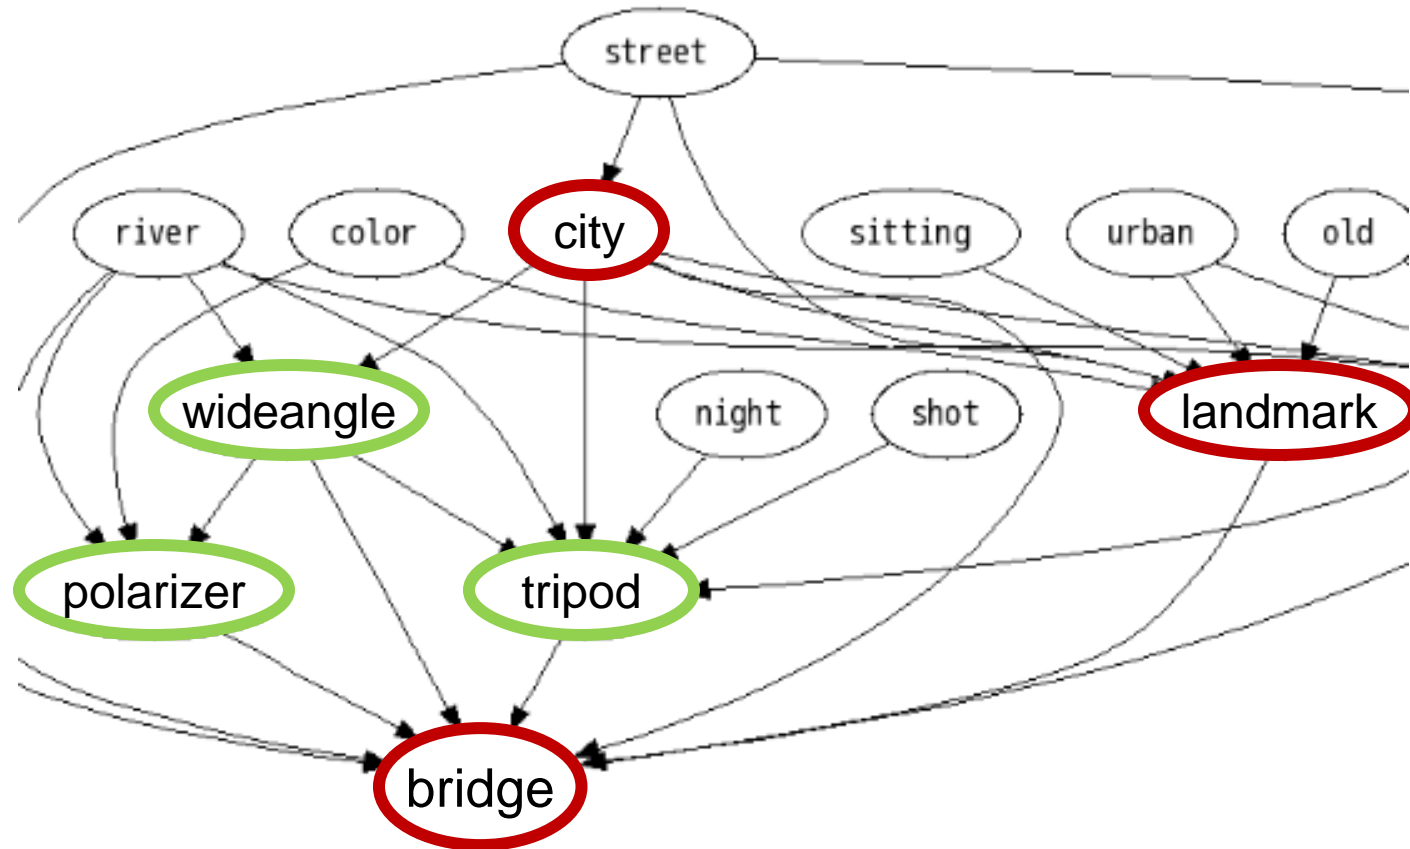 street
river
color
city
sitting
urban
old
wideangle
night
shot
landmark
polarizer
tripod
bridge